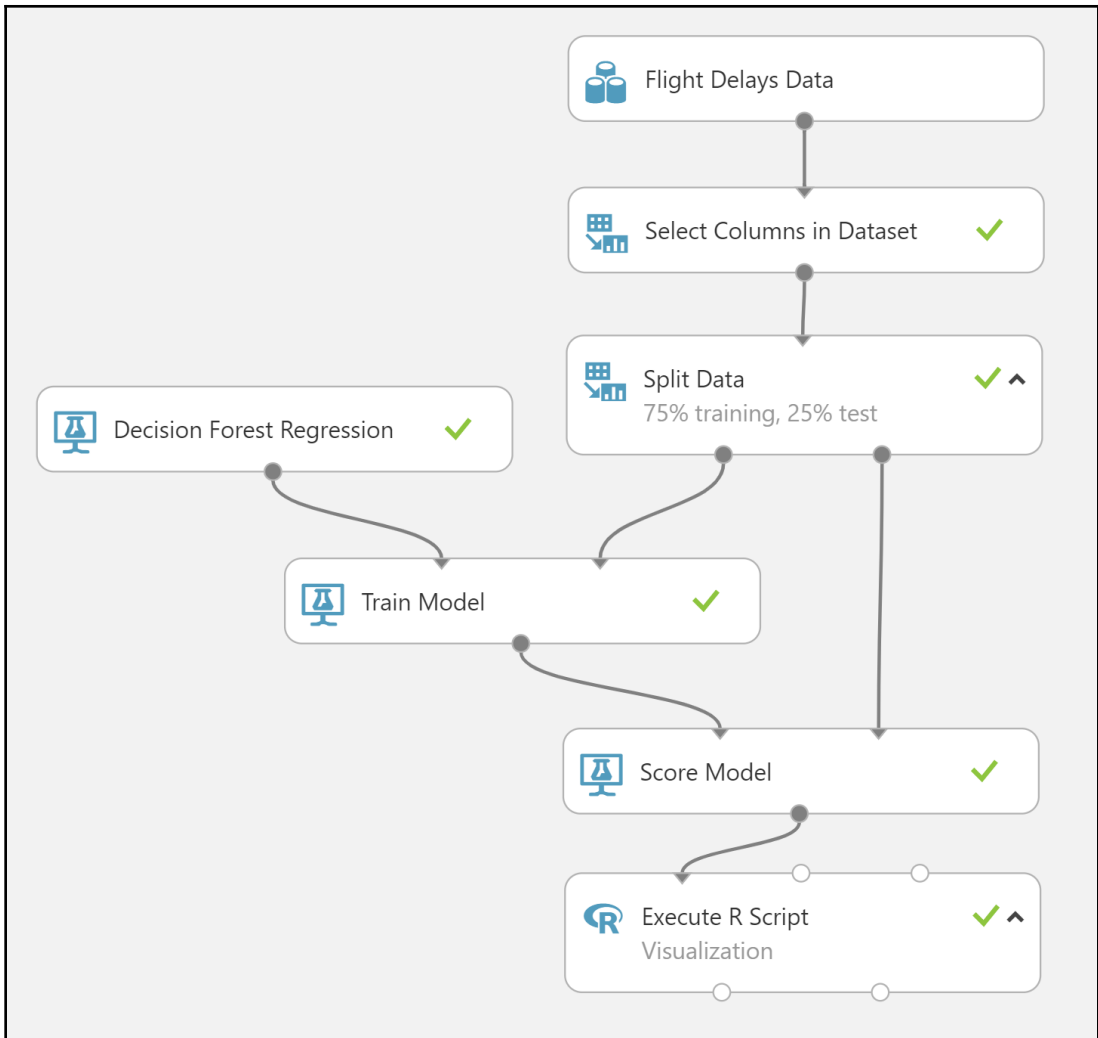 Flight Delays Data
Select Columns in Dataset
Split Data
75% training, 25% test
Decision Forest Regression
Train Model
Score Model
R
Execute R Script
Visualization